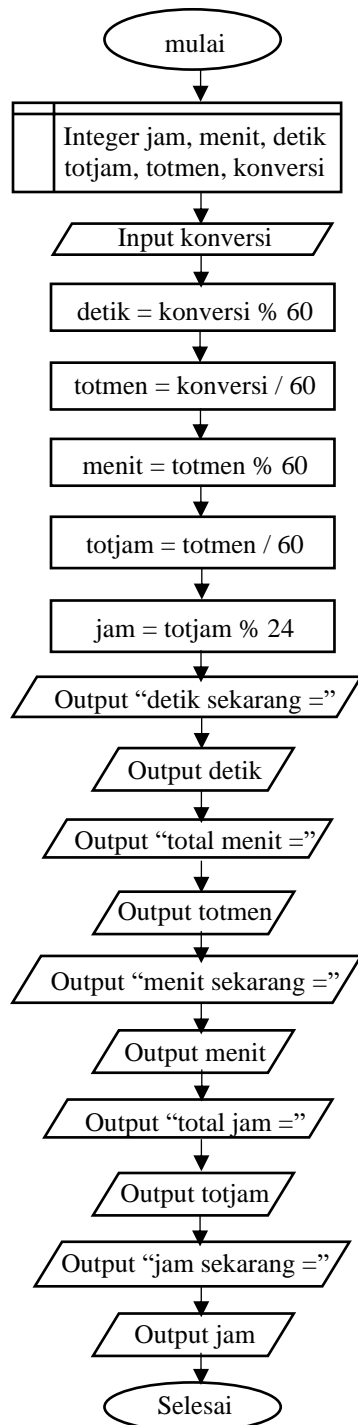 mulai
Integer jam, menit, detik
totjam, totmen, konversi
Input konversi
detik = konversi % 60
totmen = konversi / 60
menit = totmen % 60
totjam = totmen / 60
jam = totjam % 24
Output “detik sekarang =”
Output detik
Output “total menit =”
Output totmen
Output “menit sekarang =”
Output menit
Output “total jam =”
Output totjam
Output “jam sekarang =”
Output jam
Selesai